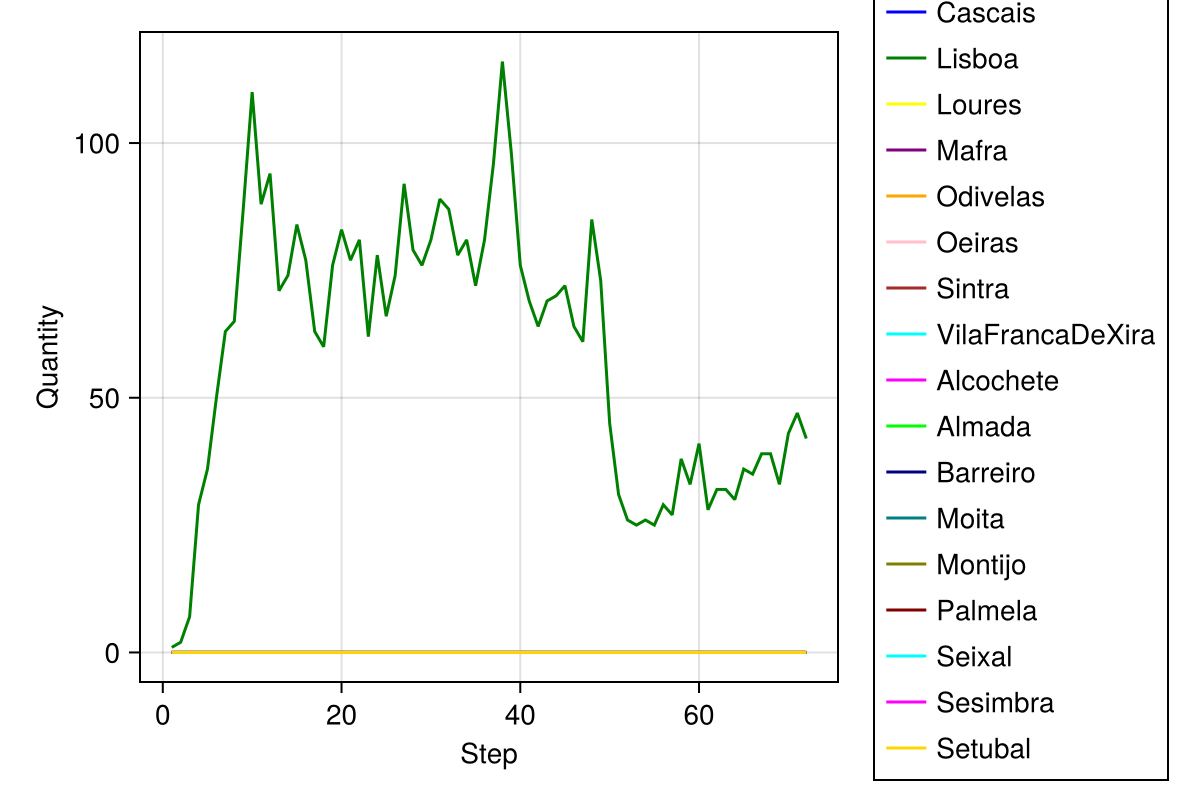 Quantity
100
50
0
0
20
40
60
Step
Cascais
Lisboa
Loures
Mafra
Odivelas
Oeiras
Sintra
VilaFrancaDeXira
Alcochete
Almada
Barreiro
Moita
Montijo
Palmela
Seixal
Sesimbra
Setubal